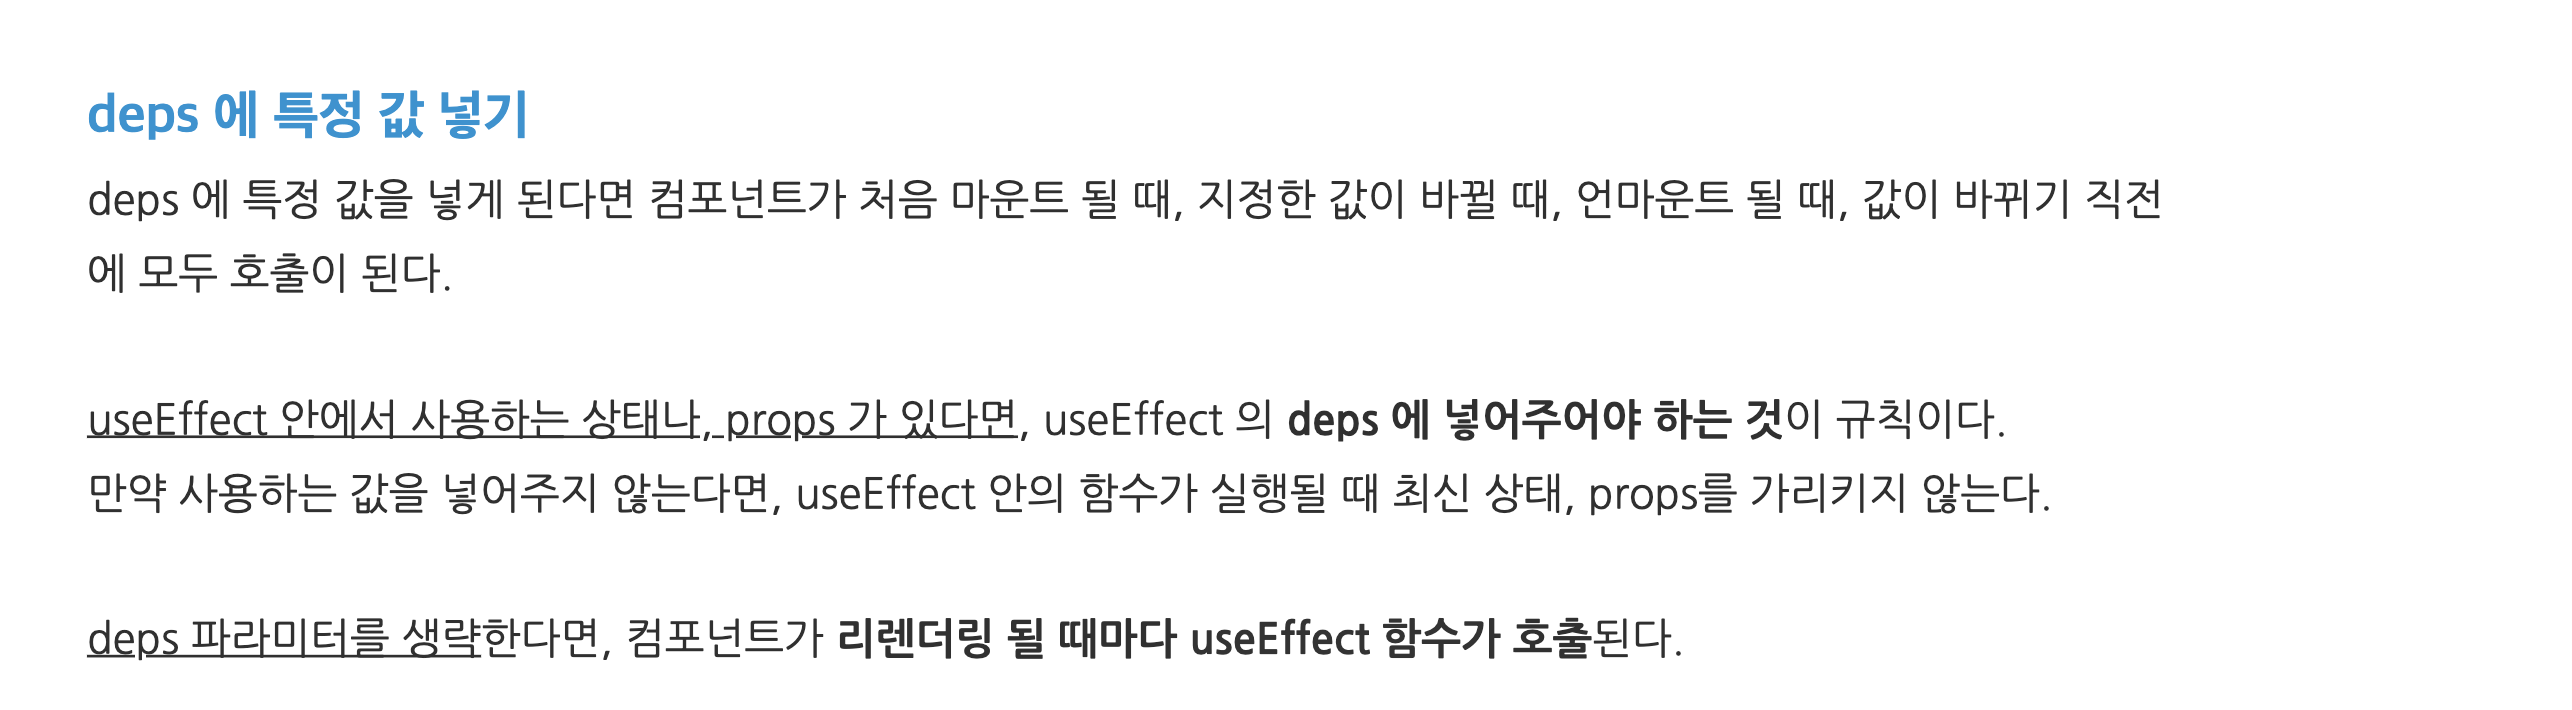 deps 에 특정 값 넣기
deps 에 특정 값을 넣게 된다면 컴포넌트가 처음 마운트 될 때, 지정한 값이 바뀔 때, 언마운트 될 때, 값이 바뀌기 직전
에 모두 호출이 된다.
useEffect 안에서 사용하는 상태나, props 가 있다면, useEffect 의 deps 에 넣어주어야 하는 것이 규칙이다.
만약 사용하는 값을 넣어주지 않는다면, useEffect 안의 함수가 실행될 때 최신 상태, props를 가리키지 않는다.
deps 파라미터를 생략한다면, 컴포넌트가 리렌더링 될 때마다 useEffect 함수가 호출된다.